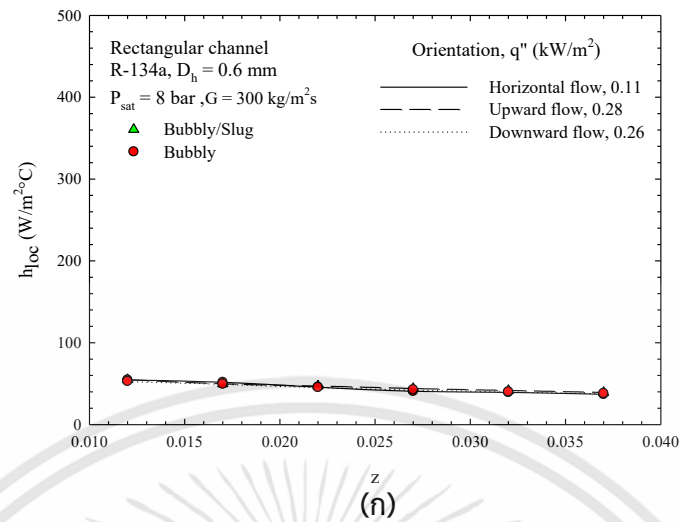 500
400
300
200
100
0
h_loc (W/m²°C)
Rectangular channel
R-134a, D_h = 0.6 mm
P_sat = 8 bar ,G = 300 kg/m²s
Bubbly/Slug
Bubbly
Orientation, q" (kW/m²)
Horizontal flow, 0.11
Upward flow, 0.28
Downward flow, 0.26
0.010 0.015 0.020 0.025 0.030 0.035 0.040
z
(ก)